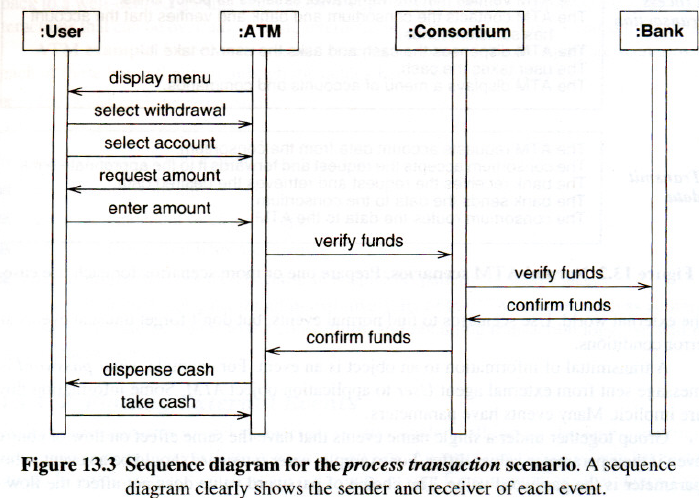 :User :ATM :Consortium :Bank
display menu
select withdrawal
select account
request amount
enter amount
verify funds
verify funds
confirm funds
confirm funds
dispense cash
take cash
Figure 13.3 Sequence diagram for the process transaction scenario. A sequence
diagram clearly shows the sender and receiver of each event.